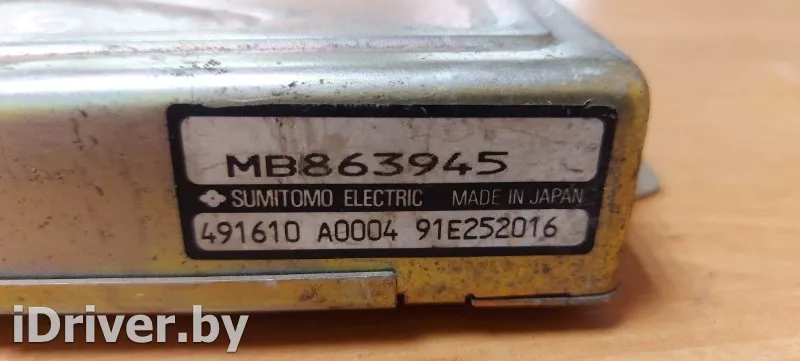 MB863945
SUMITOMO ELECTRIC MADE IN JAPAN
491610 A0004 91E252016
iDriver.by